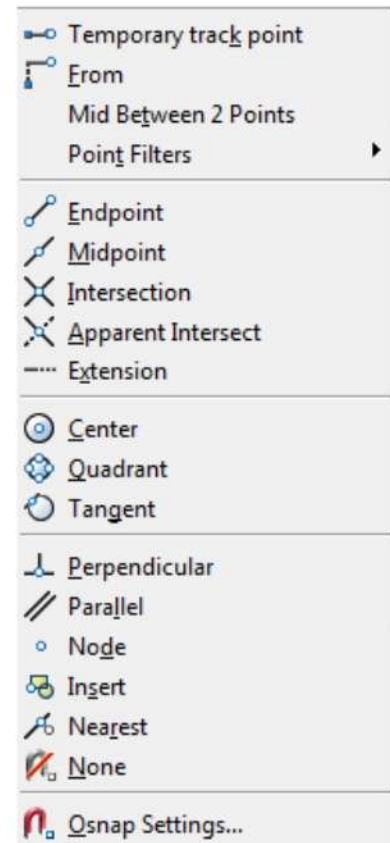 Temporary track point
From
Mid Between 2 Points
Point Filters
Endpoint
Midpoint
Intersection
Apparent Intersect
Extension
Center
Quadrant
Tangent
Perpendicular
Parallel
Node
Insert
Nearest
None
Osnap Settings...